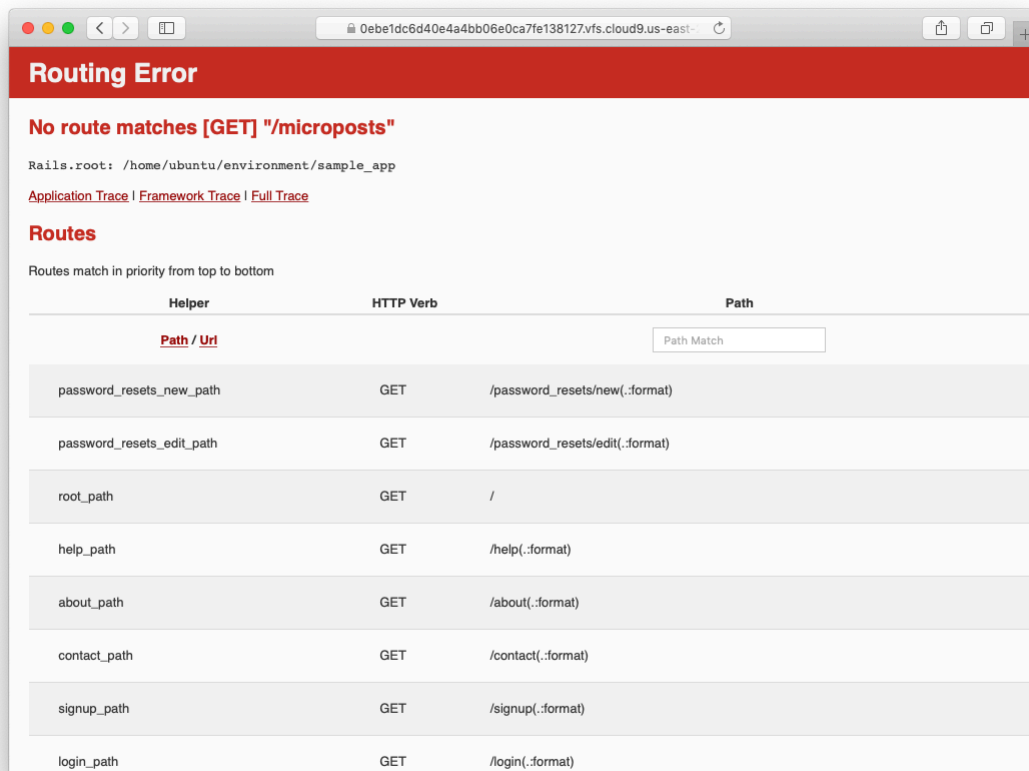 0ebe1dc6d40e4a4bb06e0ca7fe138127.vfs.cloud9.us-east-
Routing Error
No route matches [GET] "/microposts"
Rails.root: /home/ubuntu/environment/sample_app
Application Trace | Framework Trace | Full Trace
Routes
Routes match in priority from top to bottom
Helper HTTP Verb Path
Path / Url Path Match
password_resets_new_path GET /password_resets/new(.:format)
password_resets_edit_path GET /password_resets/edit(.:format)
root_path GET /
help_path GET /help(.:format)
about_path GET /about(.:format)
contact_path GET /contact(.:format)
signup_path GET /signup(.:format)
login_path GET /login(.:format)